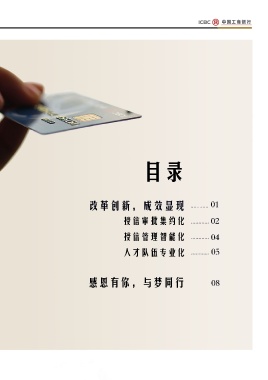 ICBC 中国工商银行
目录
改革创新，成效显现 ........ 01
授信审批集约化 ........ 02
授信管理智能化 ........ 04
人才队伍专业化 ........ 05
感恩有你，与梦同行 08